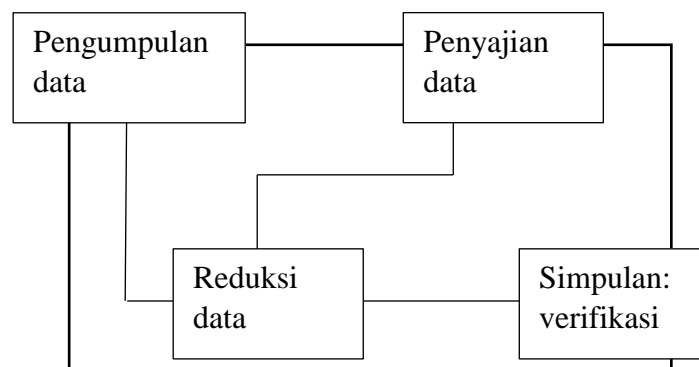 Pengumpulan
data
Penyajian
data
Reduksi
data
Simpulan:
verifikasi